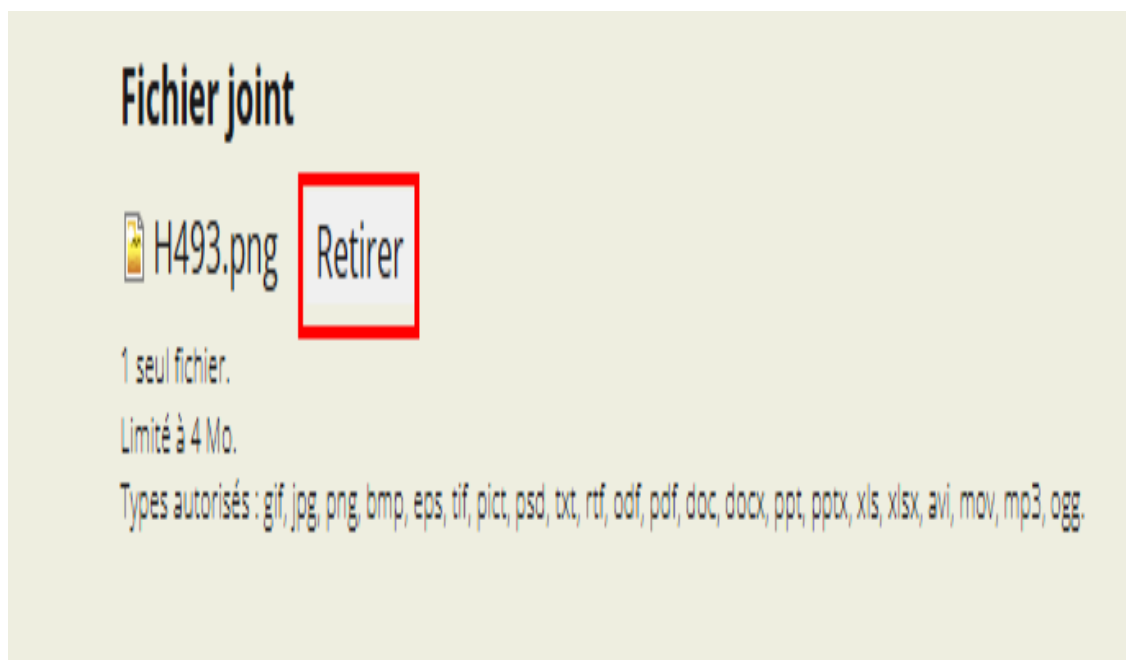 Fichier joint
H493.png Retirer
1 seul fichier.
Limité à 4 Mo.
Types autorisés : gif, jpg, png, bmp, eps, tif, pict, psd, txt, rtf, odf, pdf, doc, docx, ppt, pptx, xls, xlsx, avi, mov, mp3, ogg.